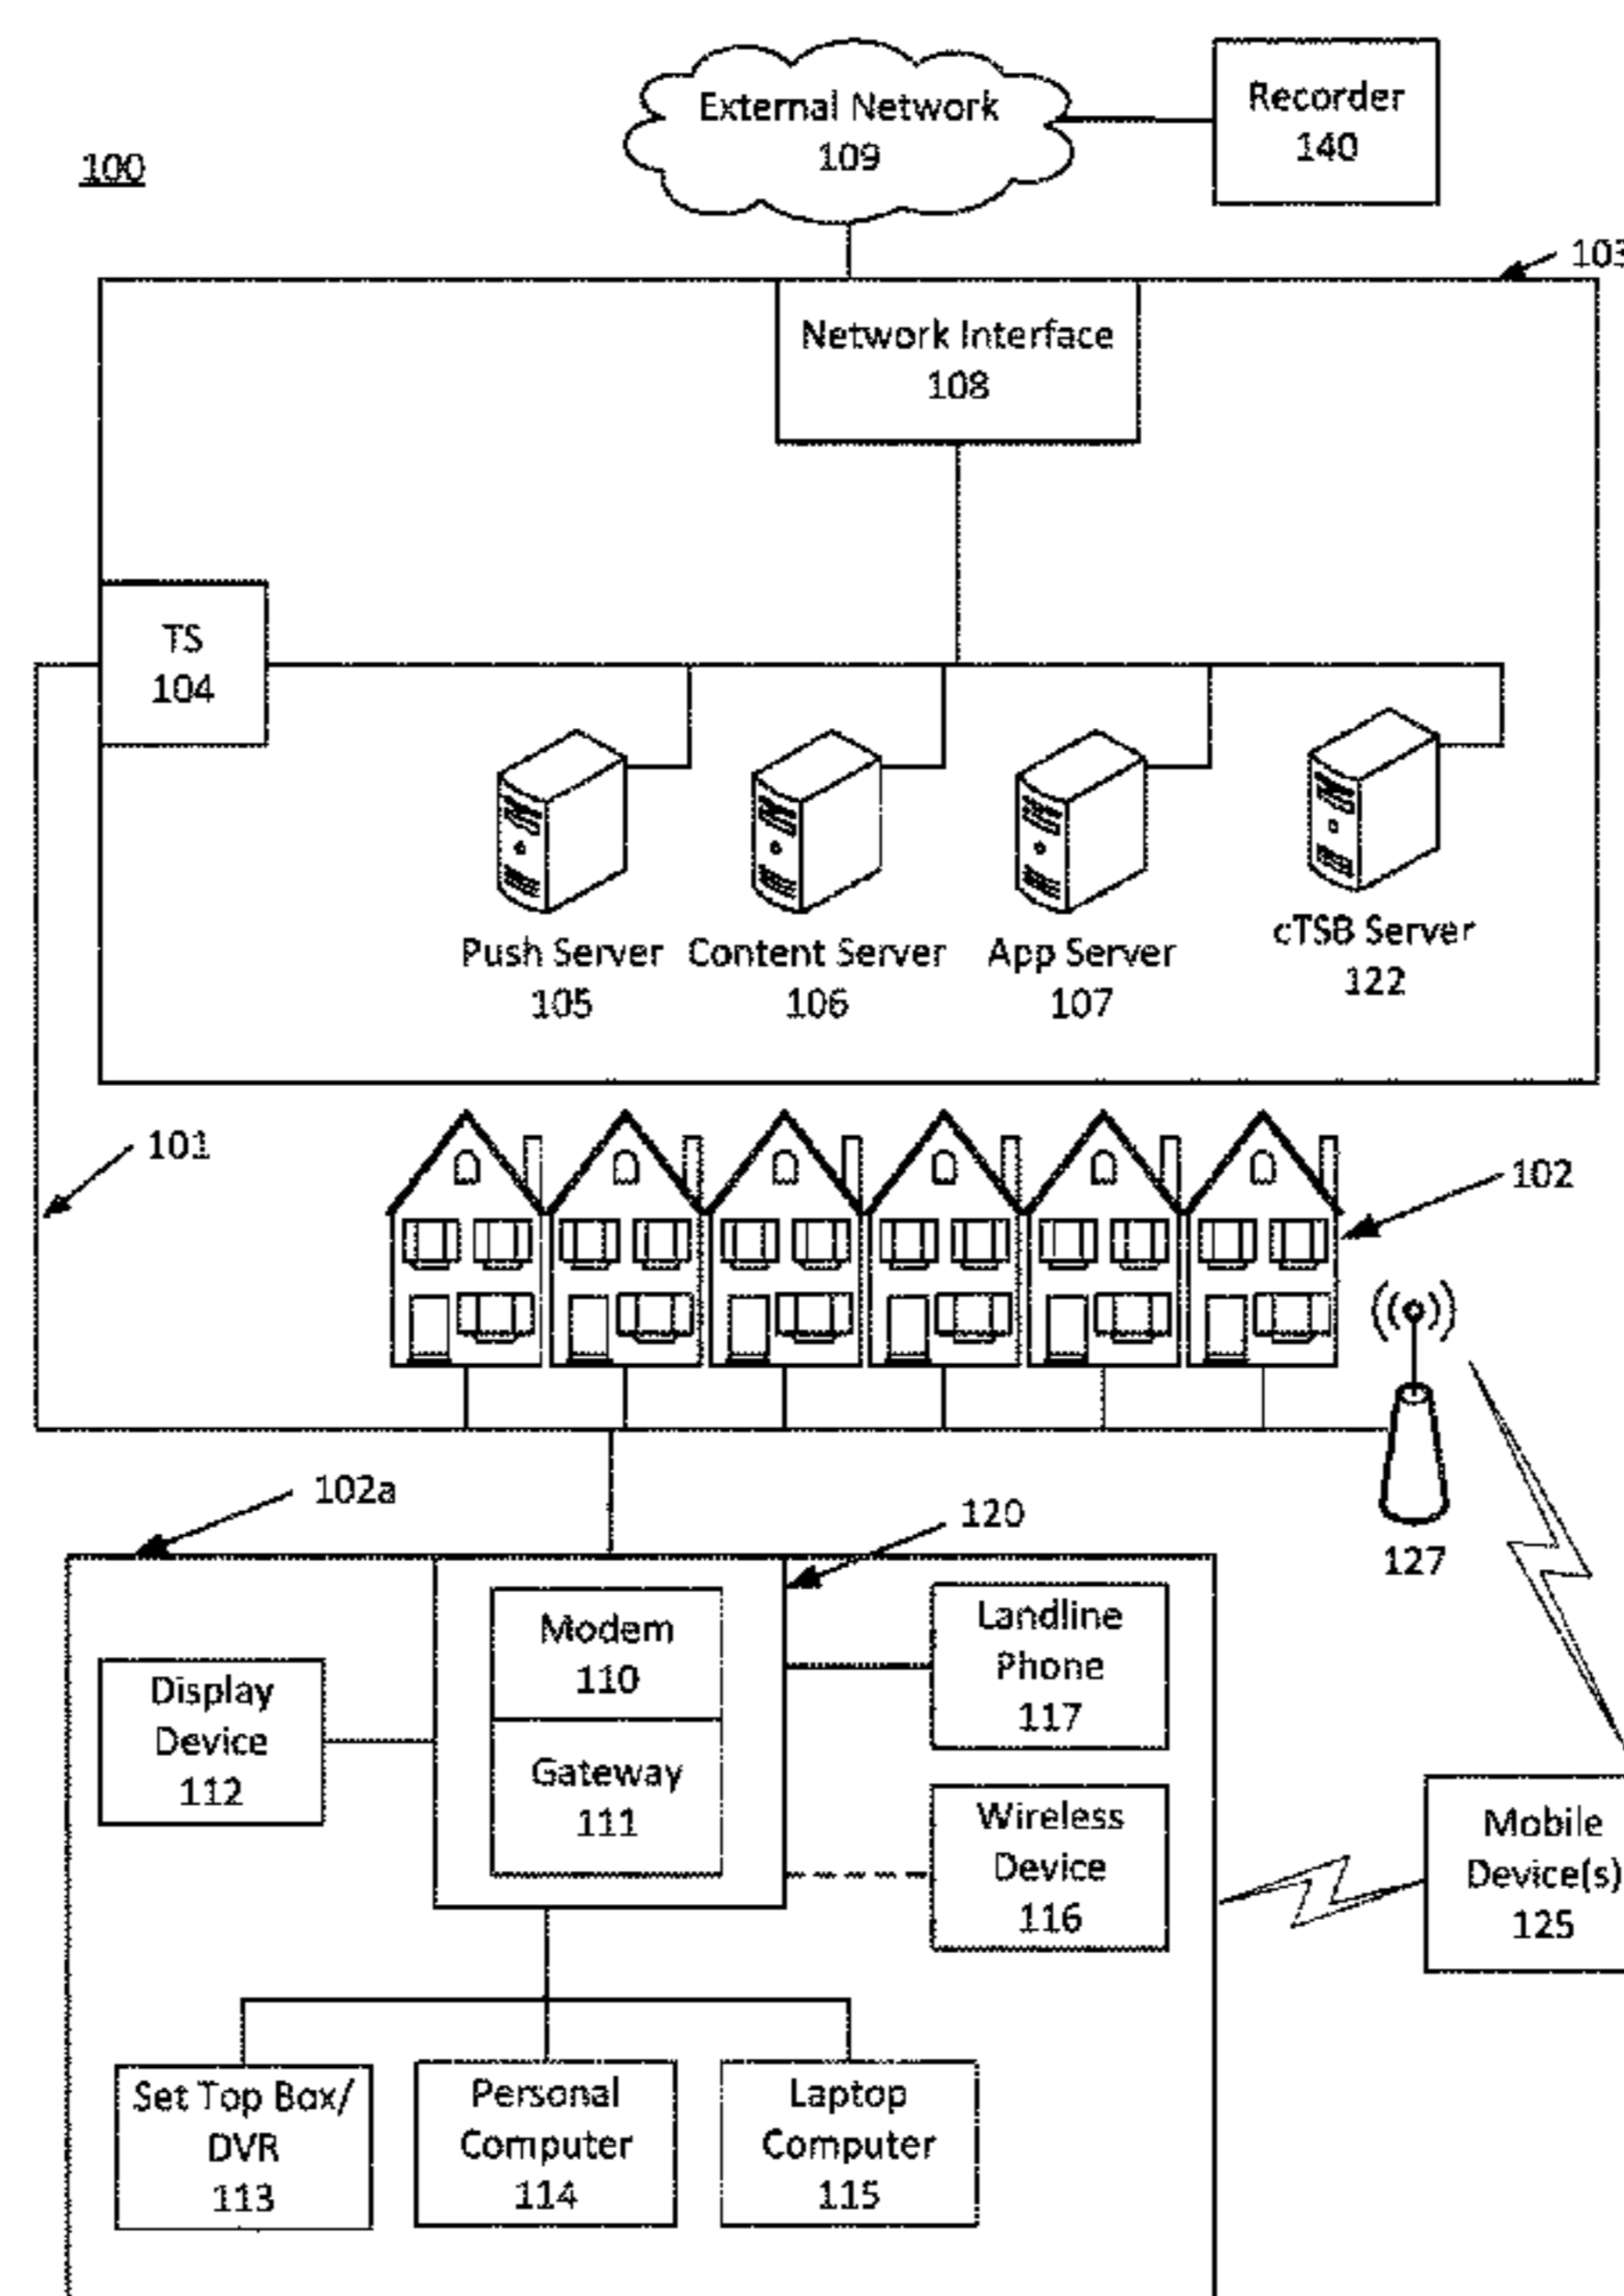 External Network
109
Recorder
140
100
103
Network Interface
108
TS
104
Push Server
105
Content Server
106
App Server
107
cTSB Server
122
101
102
102a
120
127
Modem
110
Gateway
111
Landline
Phone
117
Display
Device
112
Wireless
Device
116
Mobile
Device(s)
125
Set Top Box/
DVR
113
Personal
Computer
114
Laptop
Computer
115